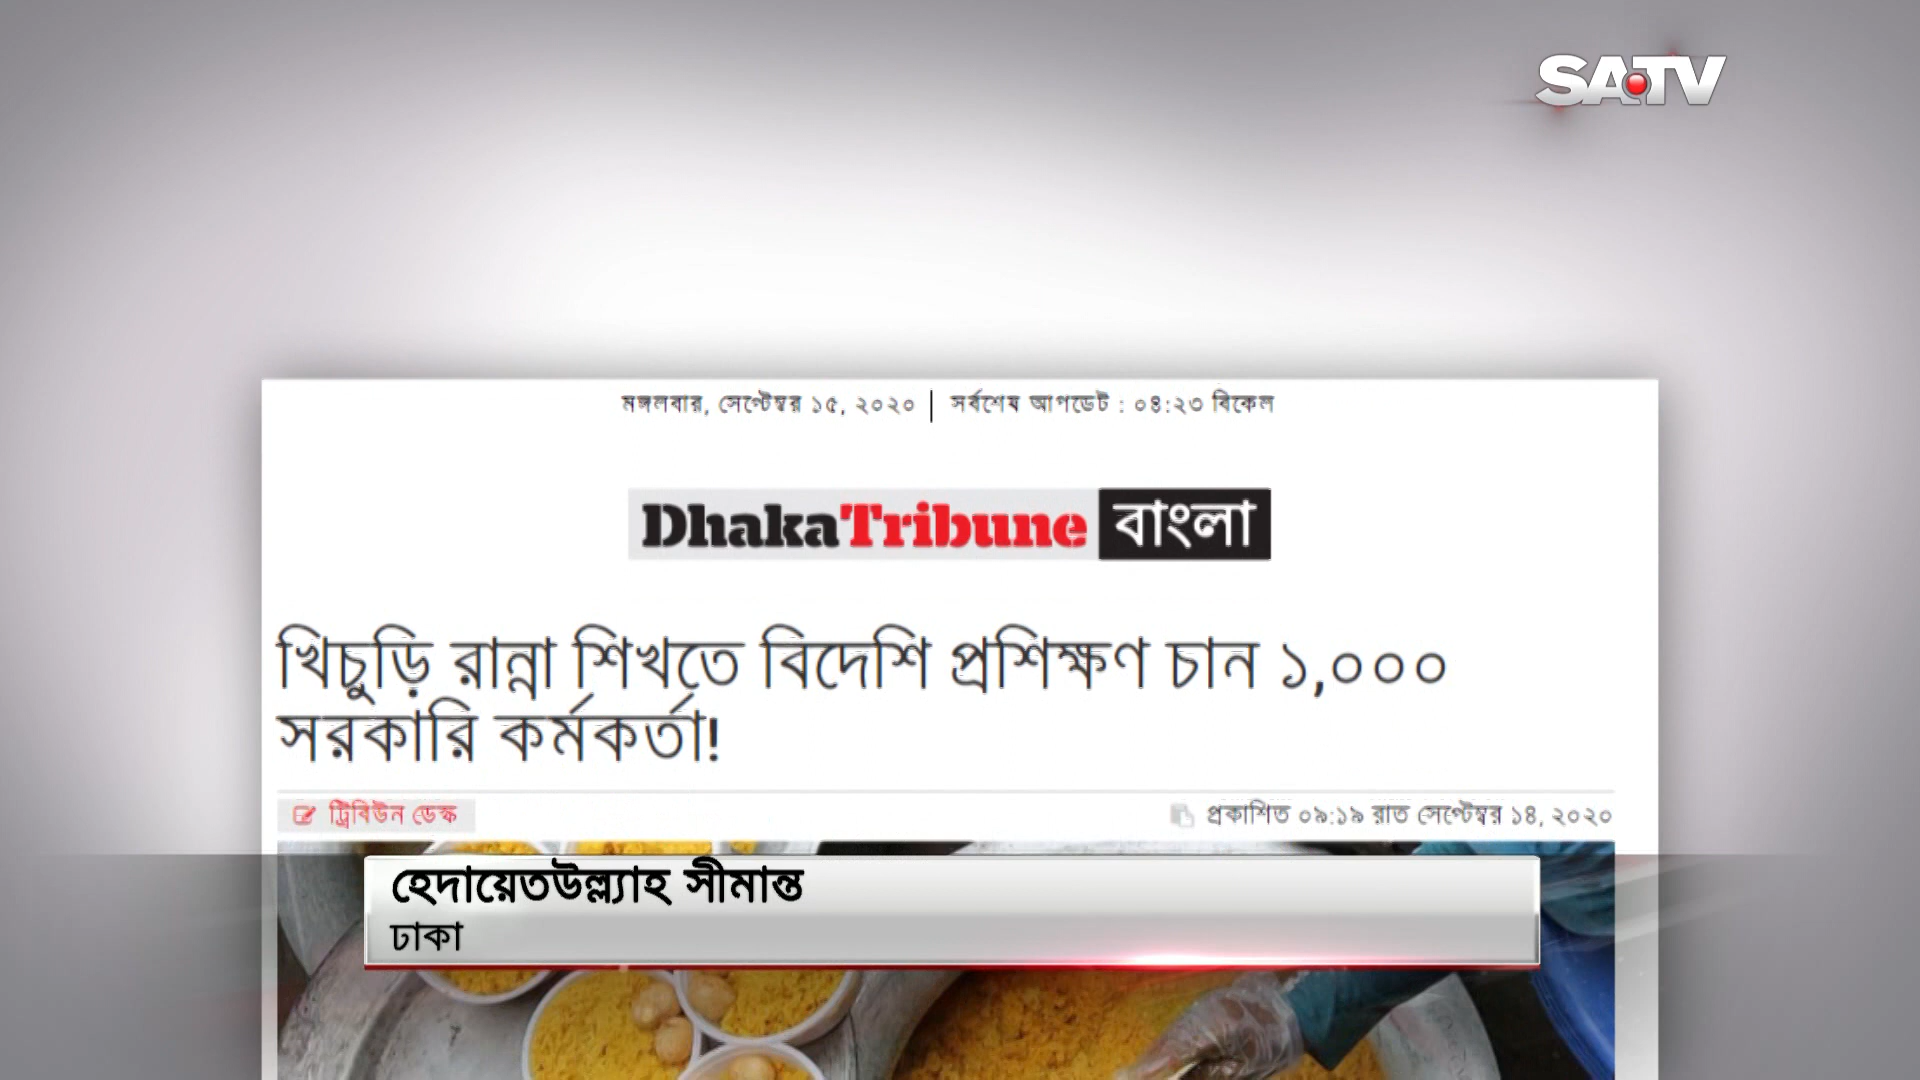 SATV
মঙ্গলবার, সেপ্টেম্বর ১৫, ২০২০ | সর্বশেষ আপডেট : ০৪:২৩ বিকেল
DhakaTribune বাংলা
খিচুড়ি রান্না শিখতে বিদেশি প্রশিক্ষণ চান ১,০০০
সরকারি কর্মকর্তা!
ট্রিবিউন ডেস্ক
প্রকাশিত ০৯:১৯ রাত সেপ্টেম্বর ১৪, ২০২০
হেদায়েতউল্ল্যাহ সীমান্ত
ঢাকা